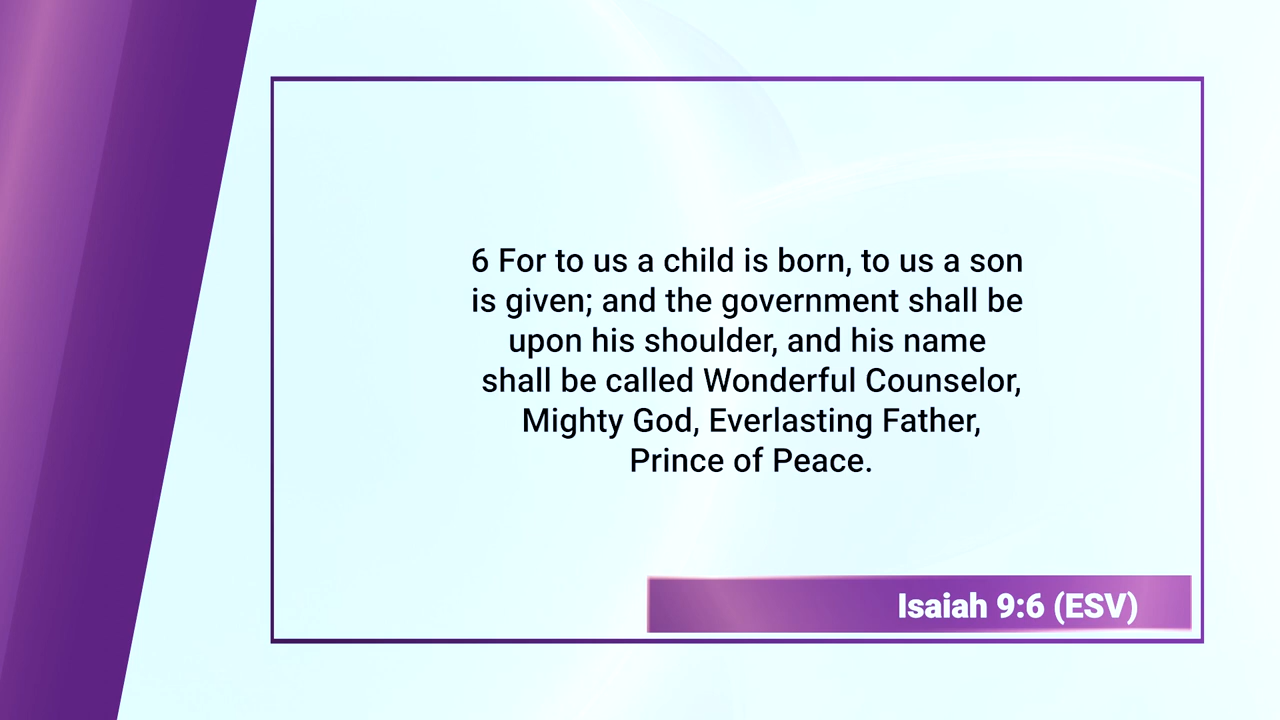 6 For to us a child is born, to us a son
is given; and the government shall be
upon his shoulder, and his name
shall be called Wonderful Counselor,
Mighty God, Everlasting Father,
Prince of Peace.
Isaiah 9:6 (ESV)